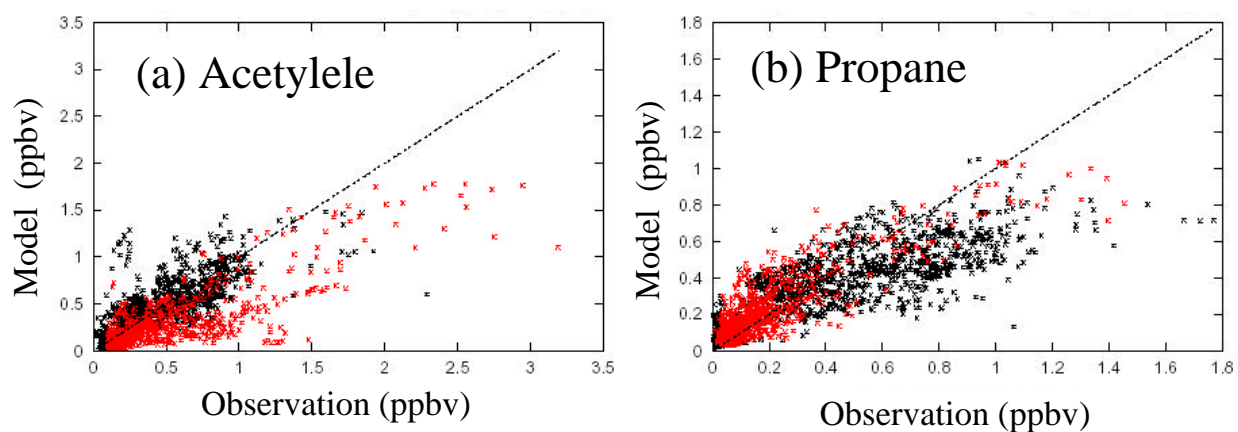 (a) Acetylele
Model (ppbv)
3.5
3
2.5
2
1.5
1
0.5
0
0 0.5 1 1.5 2 2.5 3 3.5
Observation (ppbv)
(b) Propane
Model (ppbv)
1.8
1.6
1.4
1.2
1
0.8
0.6
0.4
0.2
0
0 0.2 0.4 0.6 0.8 1 1.2 1.4 1.6 1.8
Observation (ppbv)